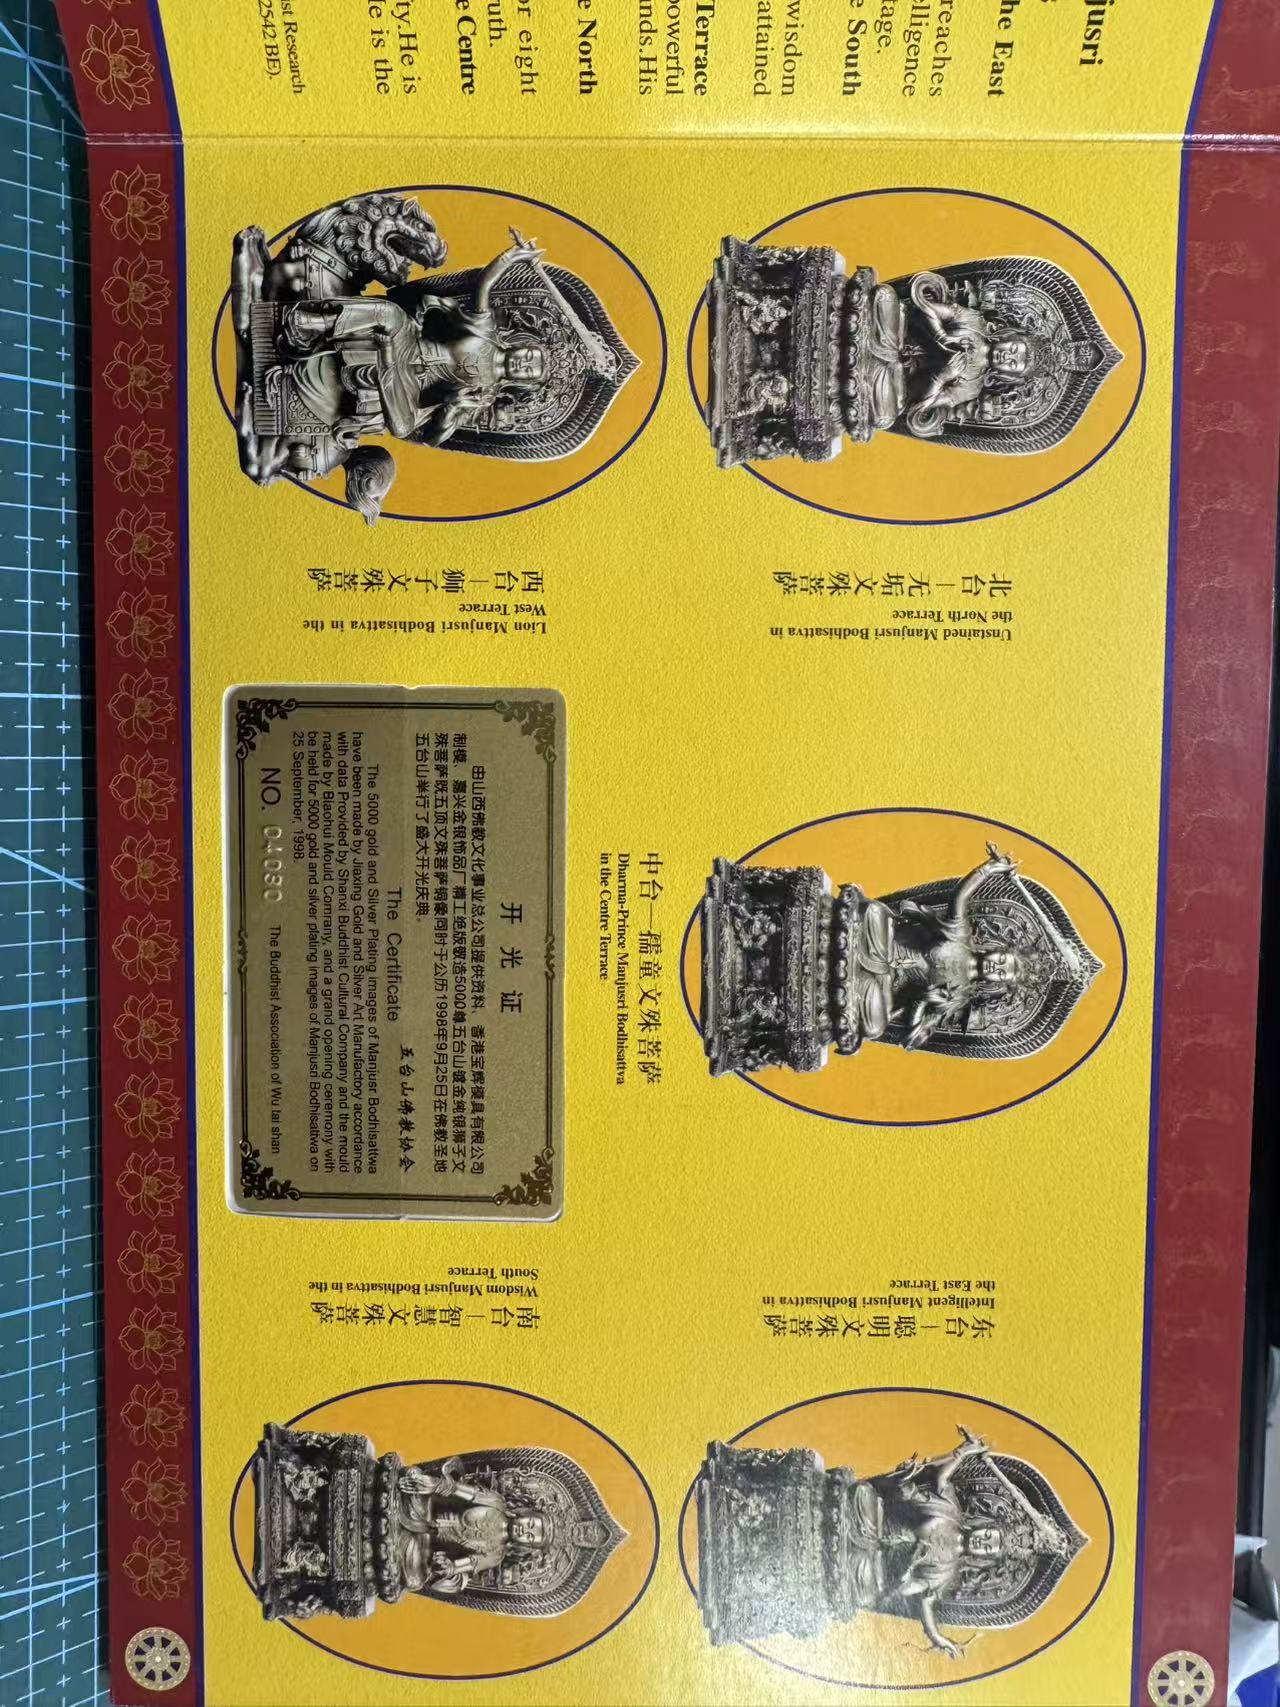 jusri
he East
reaches
elligence
tage.
e South
wisdom
attained
Terrace
powerful
ands.His
e North
or eight
ruth.
e Centre
ty.He is
le is the
ist Research
2542 BE).
北台—无垢文殊菩萨
Unstained Manjusri Bodhisattva in
the North Terrace
西台—狮子文殊菩萨
Lion Manjusri Bodhisattva in the
West Terrace
中台—孺童文殊菩萨
Dharma-Prince Manjusri Bodhisattva
in the Centre Terrace
开光证
由山西佛教文化事业总公司提供资料、香港宝辉模具有限公司
制模、嘉兴金银饰品厂精工绝版敬造5000尊五台山镀金纯银狮子文
殊菩萨既五顶文殊菩萨铜像同时于公历1998年9月25日在佛教圣地
五台山举行了盛大开光庆典。
五台山佛教协会
The Certificate
The 5000 gold and Silver Plating images of Manjusr Bodhisattwa
have been made by Jiaxing Gold and Silver Art Manufactory accordance
with data Provided by Shanxi Buddhist Cultural Company and the mould
made by Biaohui Mould Company, and a grand opening ceremony with
be held for 5000 gold and silver plating images of Manjusri Bodhisattwa on
25 September, 1998.
NO.
The Buddhist Association of Wu tai shan
东台—聪明文殊菩萨
Intelligent Manjusri Bodhisattva in
the East Terrace
南台—智慧文殊菩萨
Wisdom Manjusri Bodhisattva in the
South Terrace